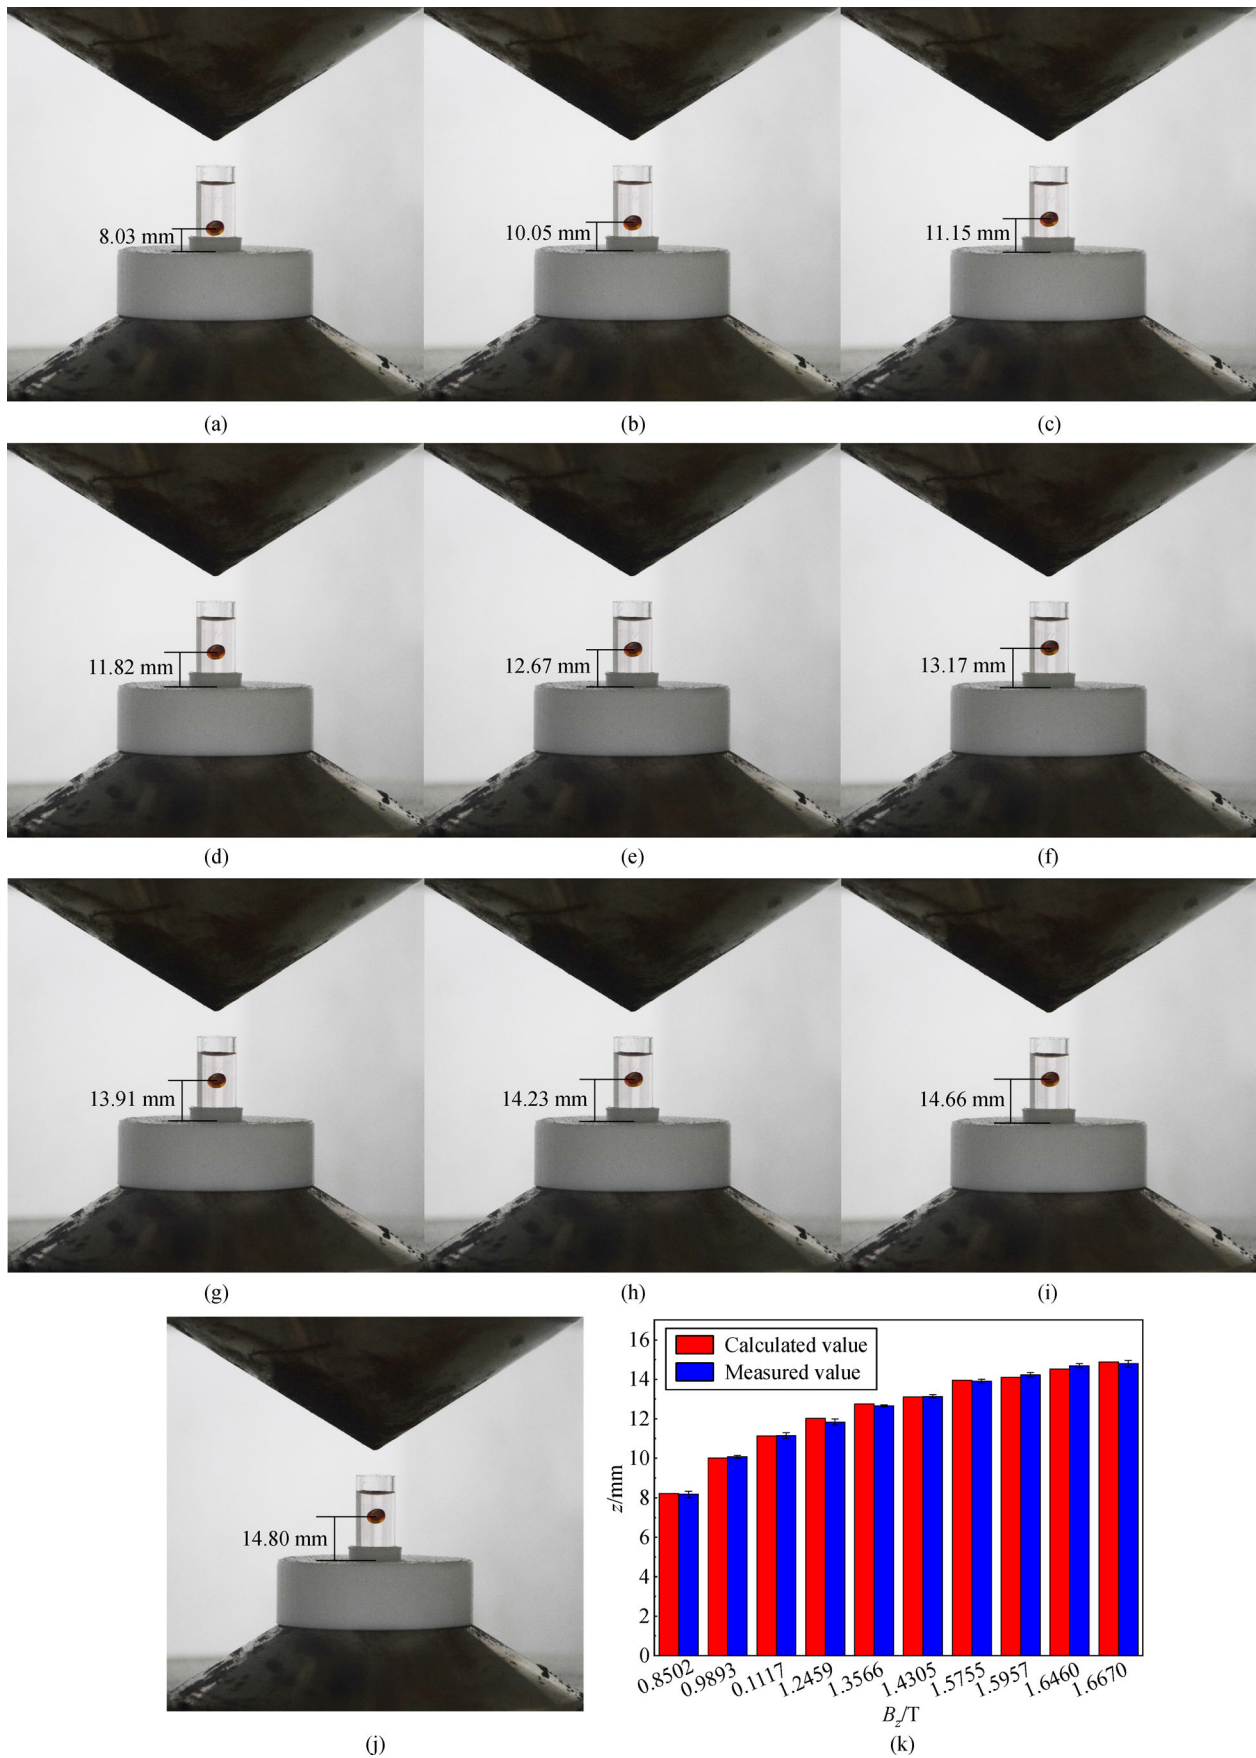 8.03 mm
10.05 mm
11.15 mm
(a)
(b)
(c)
11.82 mm
12.67 mm
13.17 mm
(d)
(e)
(f)
13.91 mm
14.23 mm
14.66 mm
(g)
(h)
(i)
14.80 mm
(j)
Calculated value
Measured value
16
14
12
10
8
6
4
2
0
z/mm
0.8502
0.9893
0.1117
1.2459
1.3566
1.4305
1.5755
1.5957
1.6460
1.6670
Bz/T
(k)